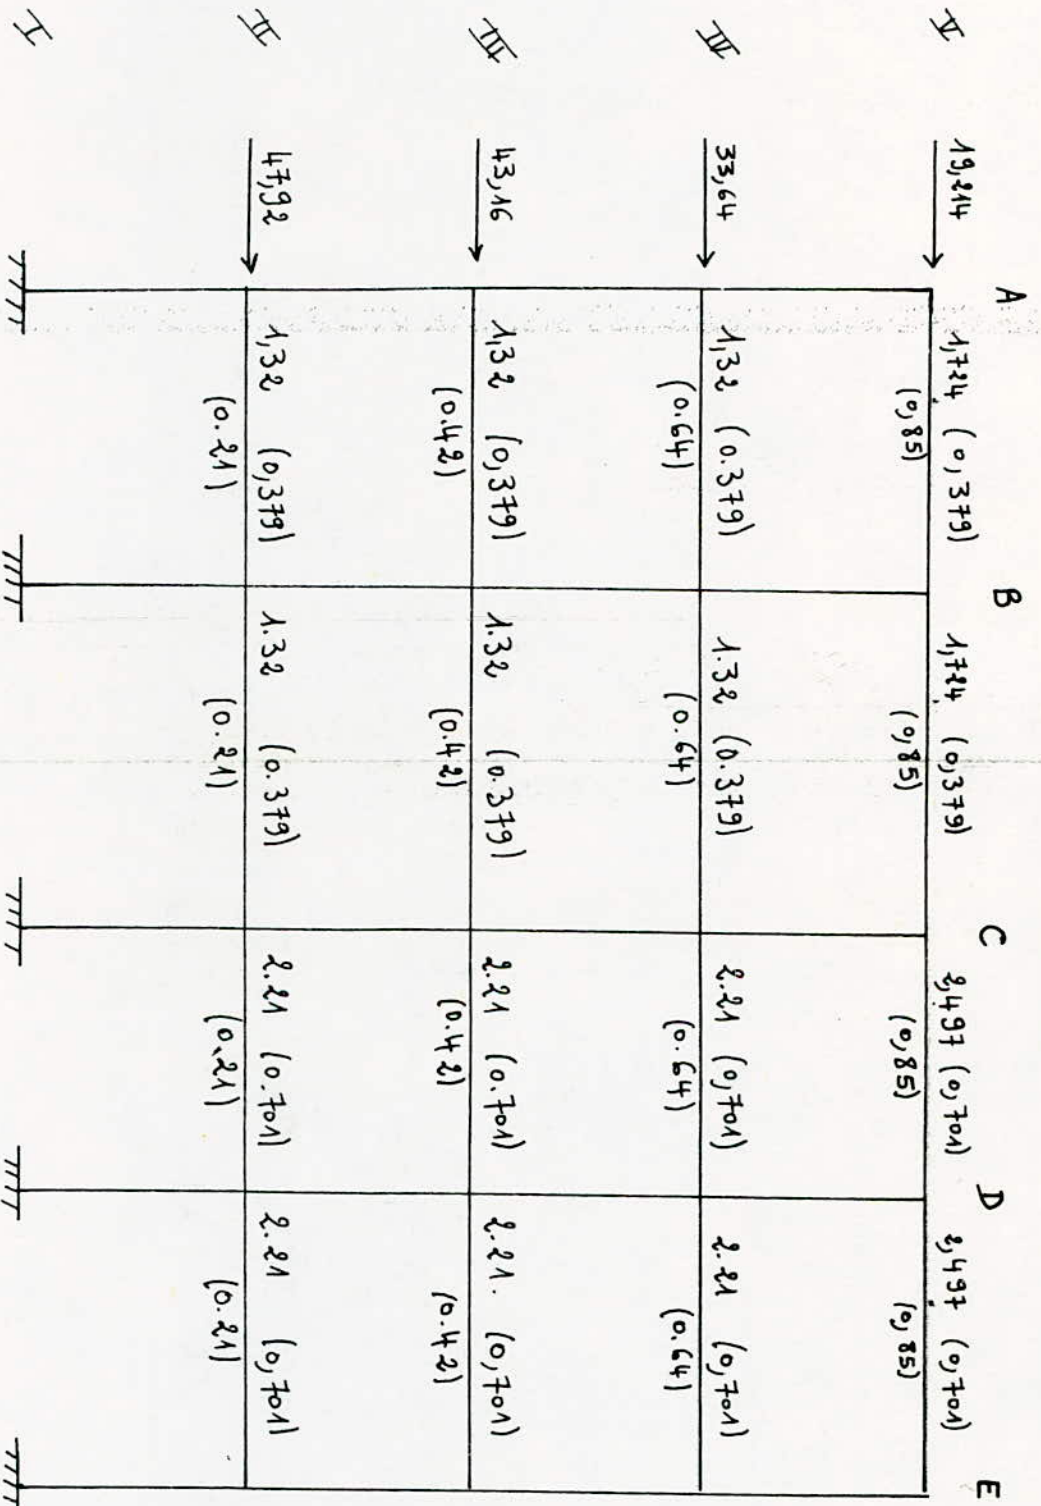 A B C D E
1,724 (0,379) 1,724 (0,379) 2,497 (0,701) 2,497 (0,701)
V 19,214
(0,85) (0,85) (0,85) (0,85)
1,32 (0.379) 1.32 (0.379) 2.21 (0,701) 2.21 (0,701)
IV 33,64
(0.64) (0.64) (0.64) (0.64)
1,32 (0,379) 1.32 (0.379) 2.21 (0.701) 2.21. (0,701)
III 43,16
(0.42) (0.42) (0.42) (0.42)
1,32 (0,379) 1.32 (0.379) 2.21 (0.701) 2.21 (0,701)
II 47,92
(0.21) (0.21) (0.21) (0.21)
I